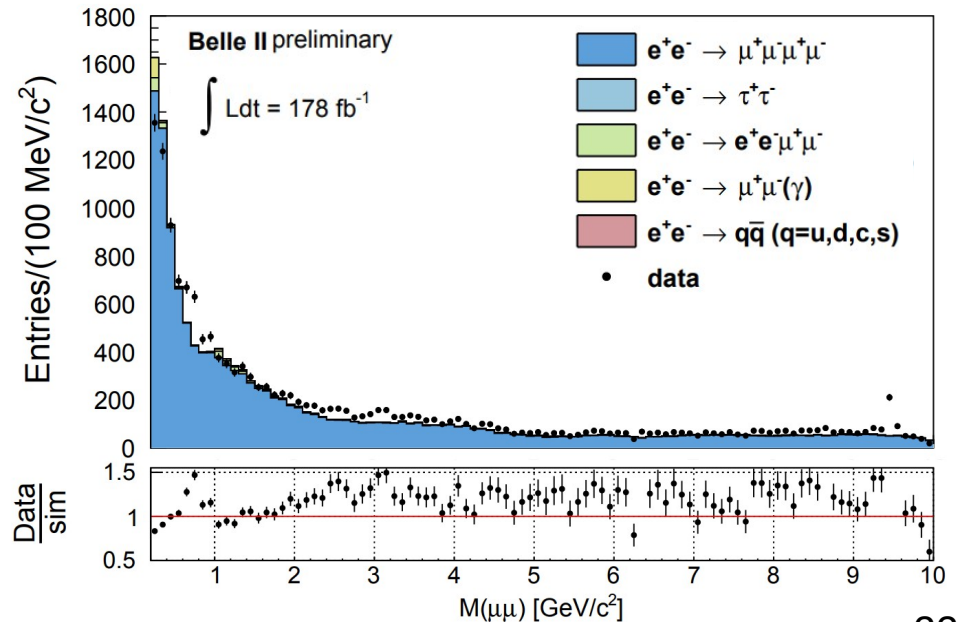 1800
1600
1400
1200
1000
800
600
400
200
0
Entries/(100 MeV/c²)
Belle II preliminary
∫ Ldt = 178 fb⁻¹
e⁺e⁻ → μ⁺μ⁻μ⁺μ⁻
e⁺e⁻ → τ⁺τ⁻
e⁺e⁻ → e⁺e⁻μ⁺μ⁻
e⁺e⁻ → μ⁺μ⁻(γ)
e⁺e⁻ → qq̅ (q=u,d,c,s)
data
Data
sim
1.5
1
0.5
1 2 3 4 5 6 7 8 9 10
M(μμ) [GeV/c²]